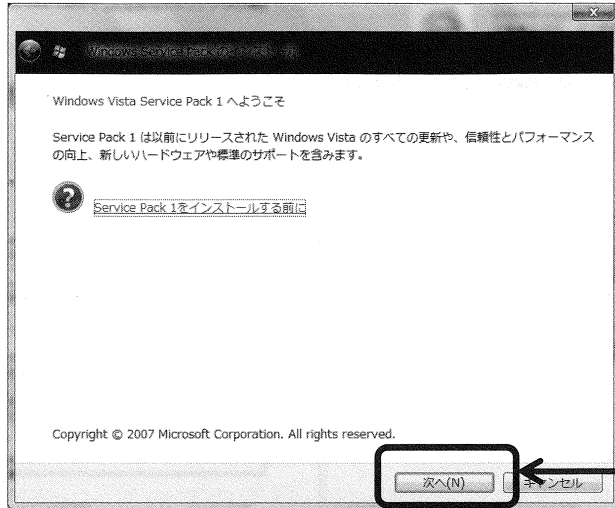 Windows Vista Service Pack 1 へようこそ
Service Pack 1 は以前にリリースされた Windows Vista のすべての更新や、信頼性とパフォーマンス
の向上、新しいハードウェアや標準のサポートを含みます。
Service Pack 1をインストールする前に
Copyright © 2007 Microsoft Corporation. All rights reserved.
次へ(N)
キャンセル